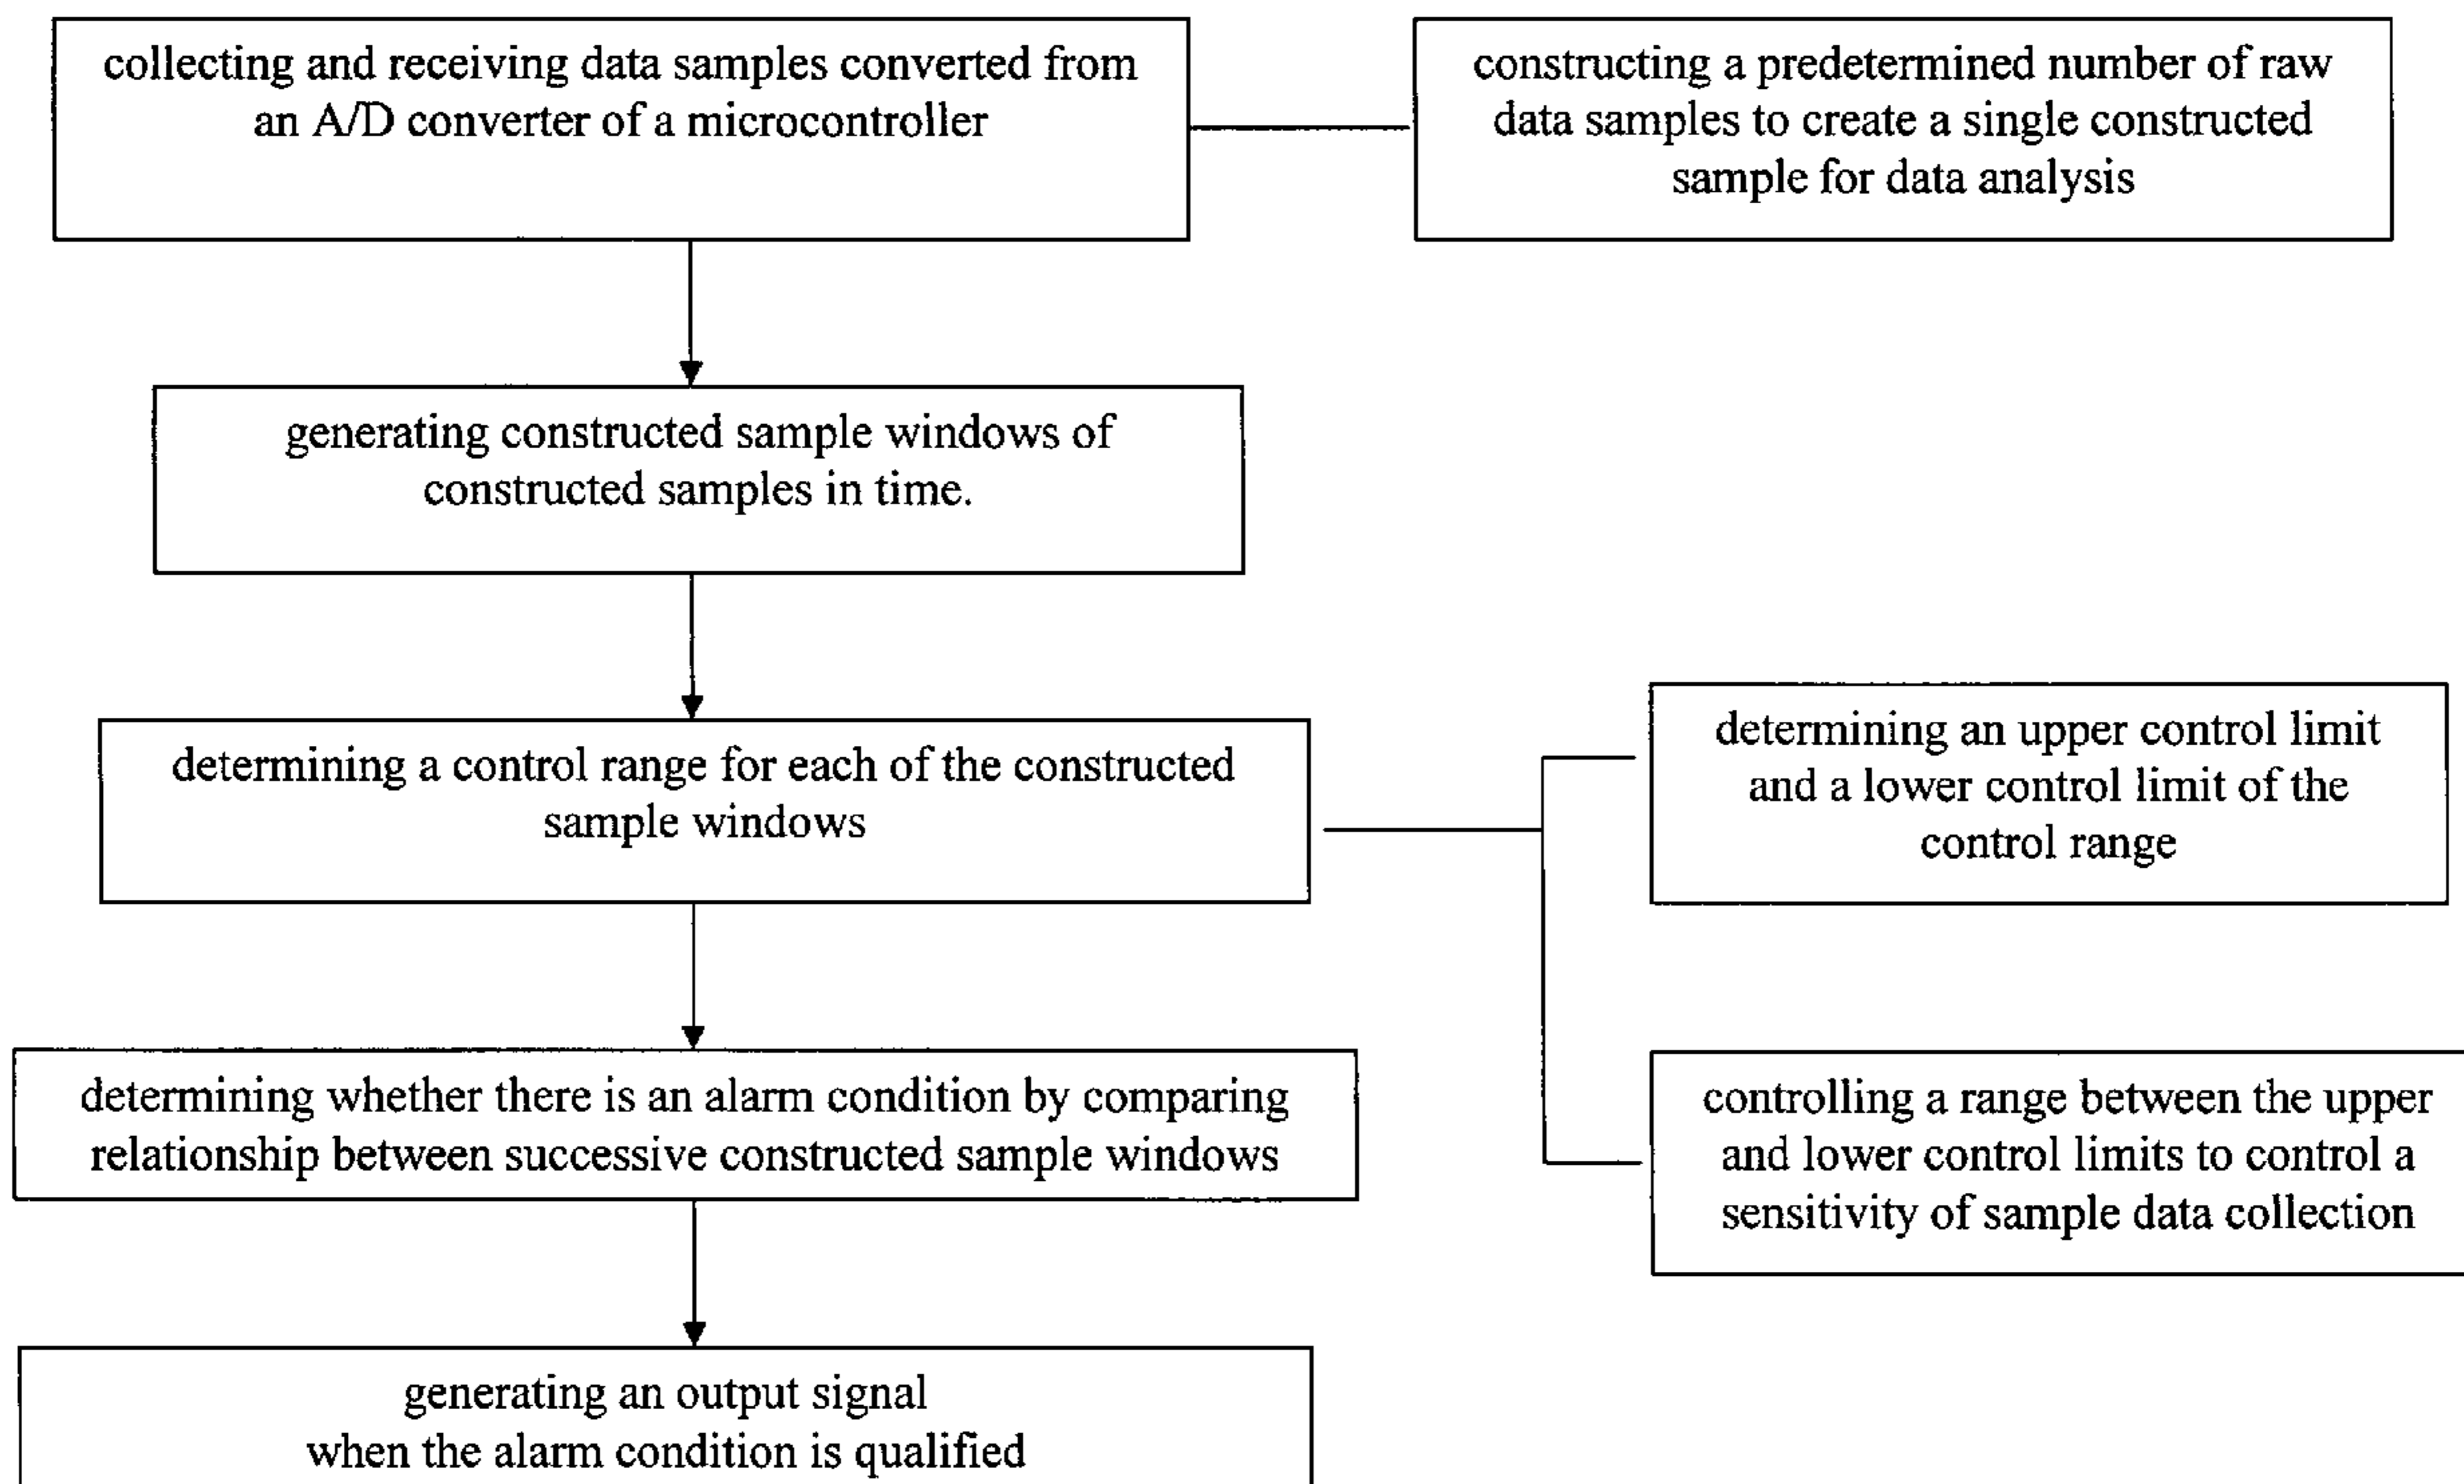 collecting and receiving data samples converted from
an A/D converter of a microcontroller
constructing a predetermined number of raw
data samples to create a single constructed
sample for data analysis
generating constructed sample windows of
constructed samples in time.
determining a control range for each of the constructed
sample windows
determining an upper control limit
and a lower control limit of the
control range
determining whether there is an alarm condition by comparing
relationship between successive constructed sample windows
controlling a range between the upper
and lower control limits to control a
sensitivity of sample data collection
generating an output signal
when the alarm condition is qualified